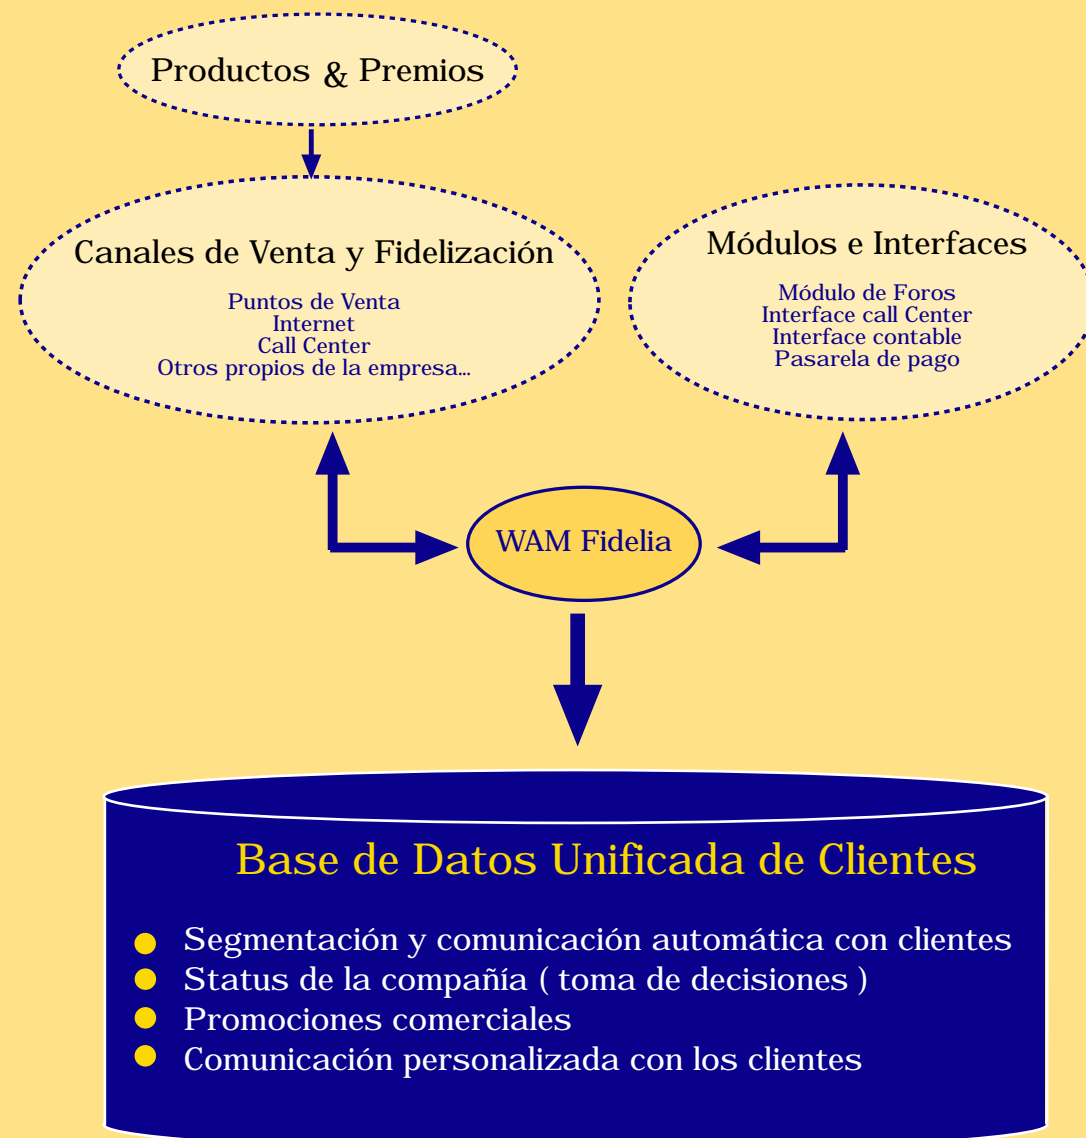 Productos & Premios
Canales de Venta y Fidelización
Puntos de Venta
Internet
Call Center
Otros propios de la empresa...
Módulos e Interfaces
Módulo de Foros
Interface call Center
Interface contable
Pasarela de pago
WAM Fidelia
Base de Datos Unificada de Clientes
Segmentación y comunicación automática con clientes
Status de la compañía ( toma de decisiones )
Promociones comerciales
Comunicación personalizada con los clientes